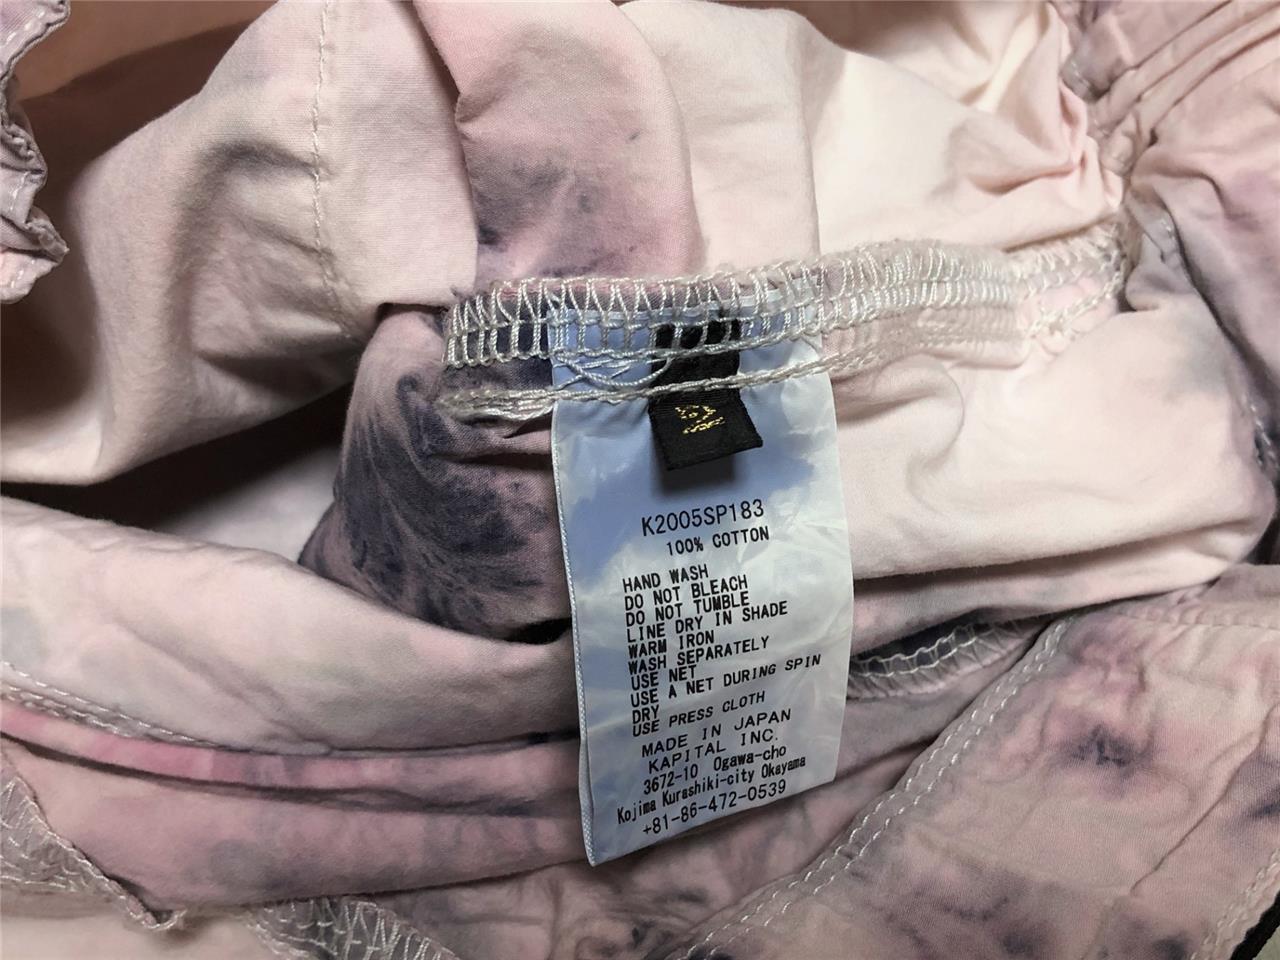 K2005SP183
100% COTTON
HAND WASH
DO NOT BLEACH
DO NOT TUMBLE
LINE DRY IN SHADE
WARM IRON
WASH SEPARATELY
USE NET
USE A NET DURING SPIN
DRY
USE PRESS CLOTH
MADE IN JAPAN
KAPITAL INC.
3672-10 Ogawa-cho
Kojima Kurashiki-city Okayama
+81-86-472-0539